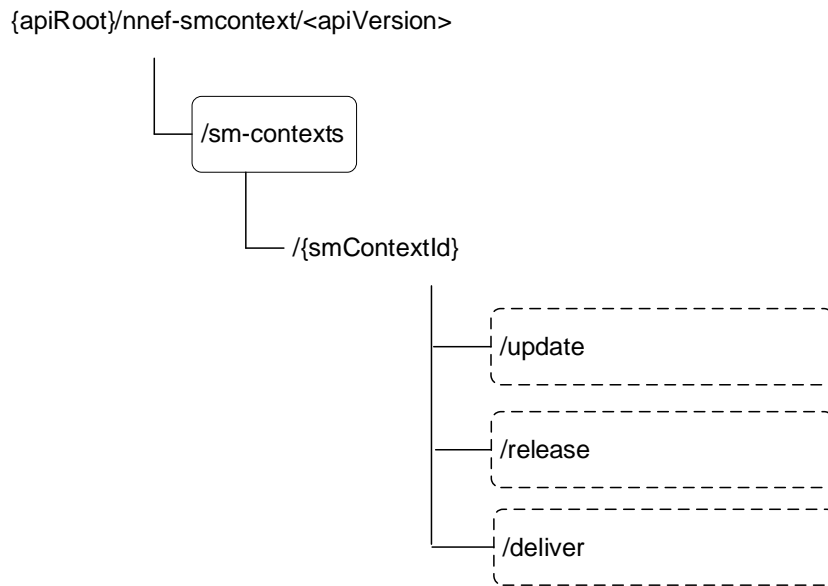 {apiRoot}/nnef-smcontext/<apiVersion>
/sm-contexts
/{smContextId}
/update
/release
/deliver